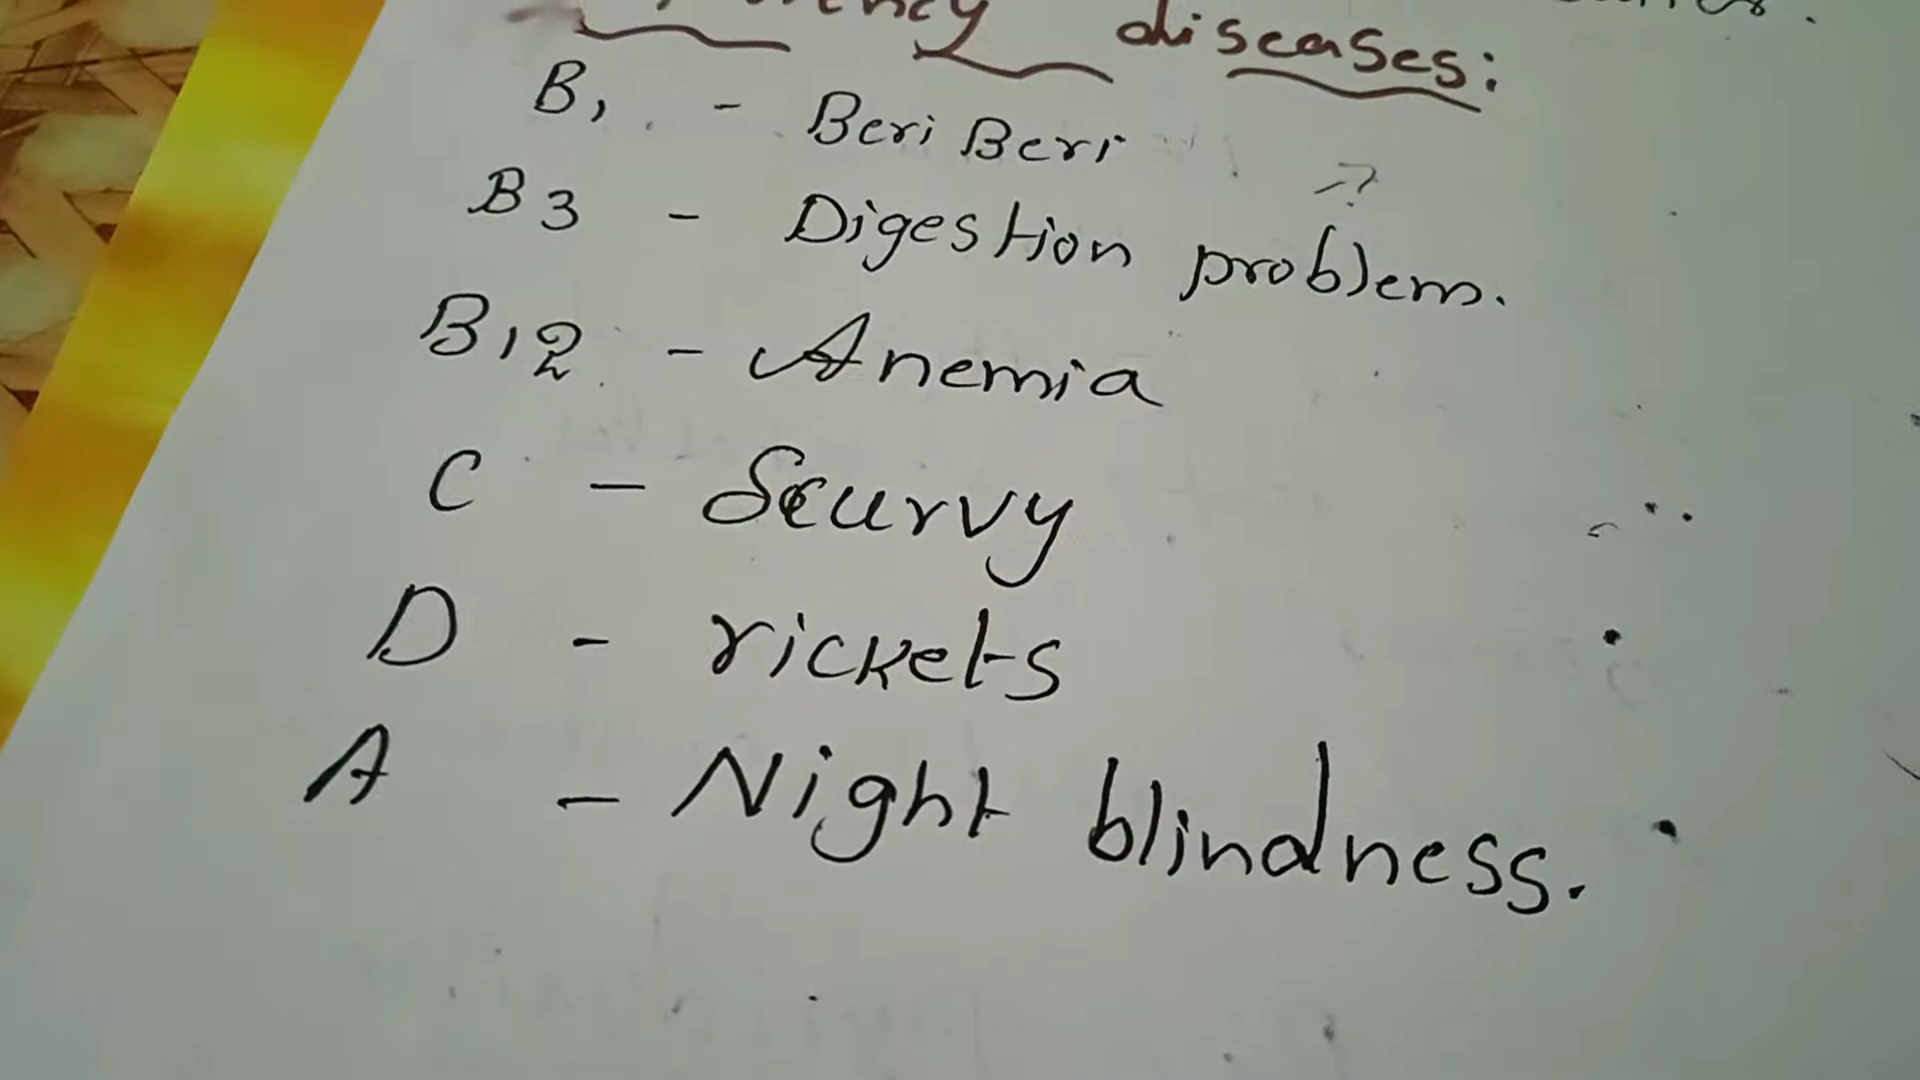 diseases:
B1 - Beri Beri
B3 - Digestion problem.
B12 - Anemia
C - Scurvy
D - rickets
A - Night blindness.